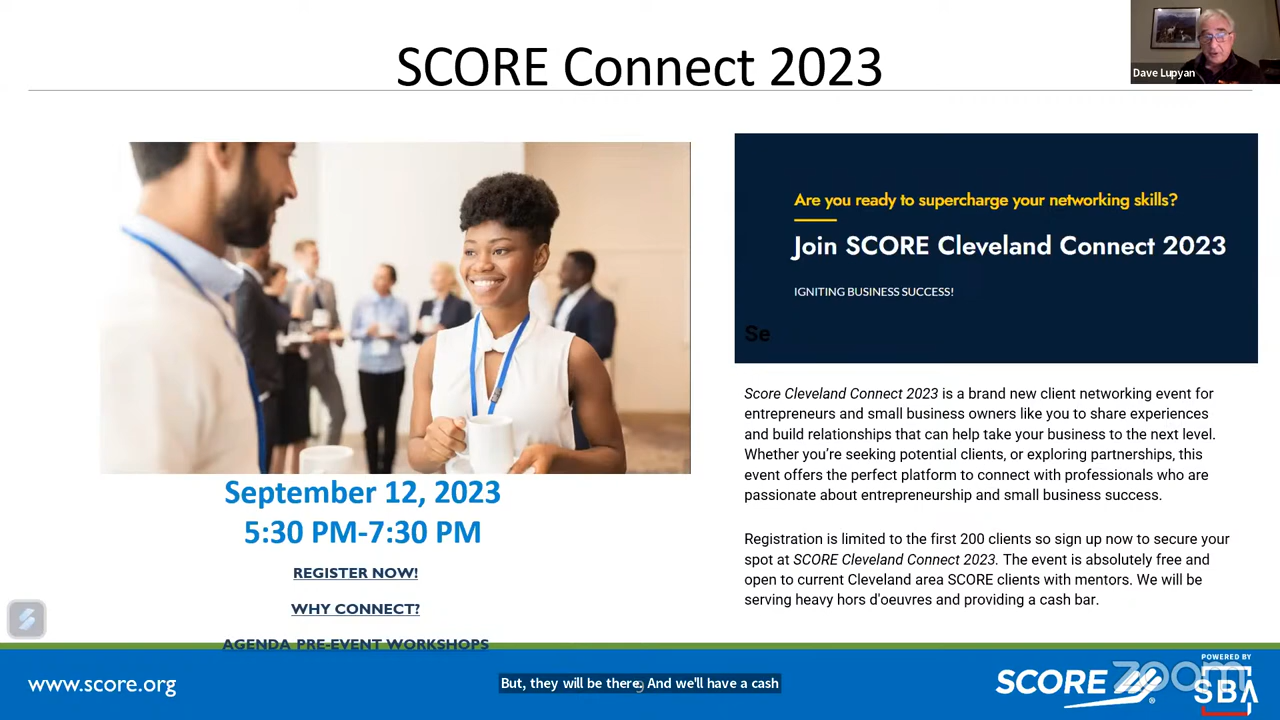 SCORE Connect 2023
Dave Lupyan
Are you ready to supercharge your networking skills?
Join SCORE Cleveland Connect 2023
IGNITING BUSINESS SUCCESS!
Se
September 12, 2023
5:30 PM-7:30 PM
REGISTER NOW!
WHY CONNECT?
AGENDA PRE-EVENT WORKSHOPS
Score Cleveland Connect 2023 is a brand new client networking event for
entrepreneurs and small business owners like you to share experiences
and build relationships that can help take your business to the next level.
Whether you’re seeking potential clients, or exploring partnerships, this
event offers the perfect platform to connect with professionals who are
passionate about entrepreneurship and small business success.
Registration is limited to the first 200 clients so sign up now to secure your
spot at SCORE Cleveland Connect 2023. The event is absolutely free and
open to current Cleveland area SCORE clients with mentors. We will be
serving heavy hors d'oeuvres and providing a cash bar.
www.score.org
But, they will be there. And we'll have a cash
9
SCORE
®
zoom
POWERED BY
SBA